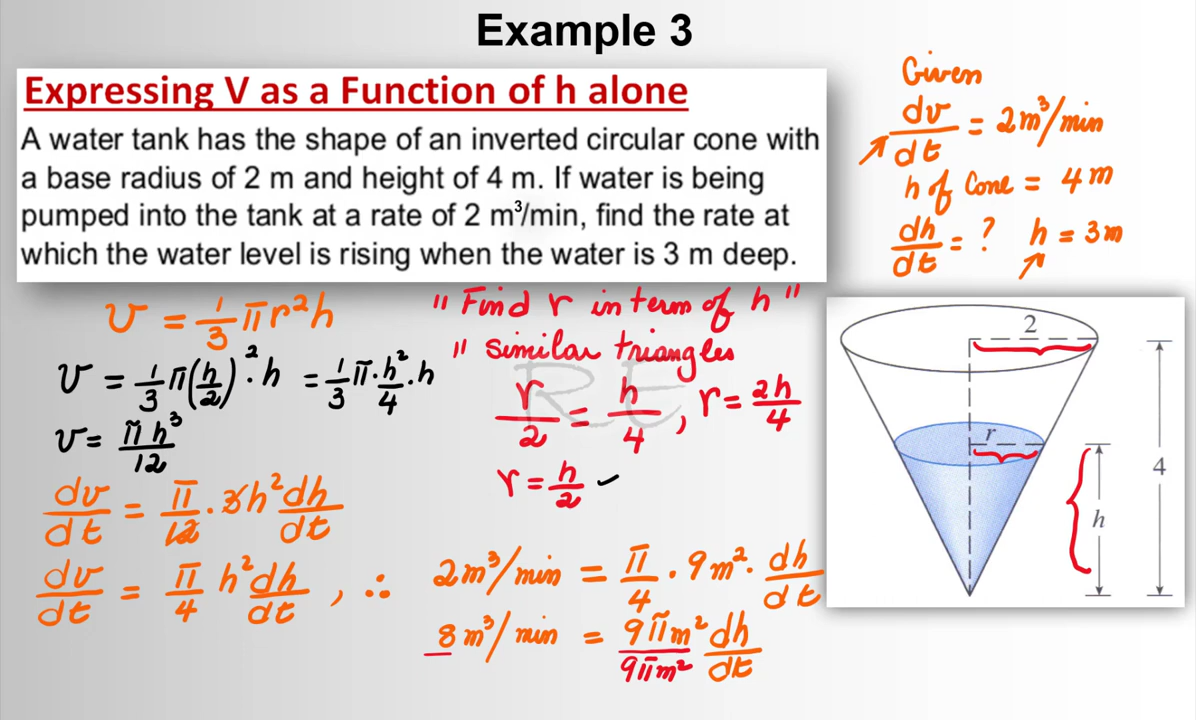 Example 3
Expressing V as a Function of h alone
A water tank has the shape of an inverted circular cone with
a base radius of 2 m and height of 4 m. If water is being
pumped into the tank at a rate of 2 m³/min, find the rate at
which the water level is rising when the water is 3 m deep.
Given
dv/dt = 2m³/min
h of Cone = 4m
dh/dt = ? h = 3m
v = 1/3 πr²h
v = 1/3 π(h/2)² · h = 1/3 π · h²/4 · h
v = πh³/12
dv/dt = π/12 · 3h² dh/dt
dv/dt = π/4 h² dh/dt , ∴
"Find r in term of h"
" similar triangles
r/2 = h/4 , r = 2h/4
r = h/2 ✓
RE
2m³/min = π/4 · 9m² · dh/dt
8m³/min = 9πm²/9πm² dh/dt
2
r
h
4